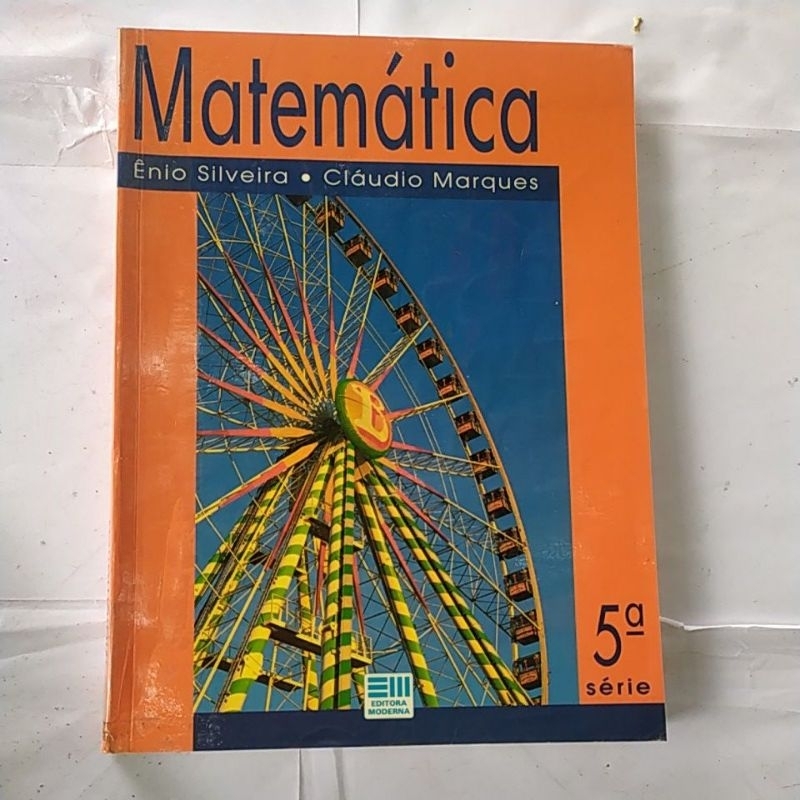 Matemática
Ênio Silveira • Cláudio Marques
5ª
série
EDITORA
MODERNA